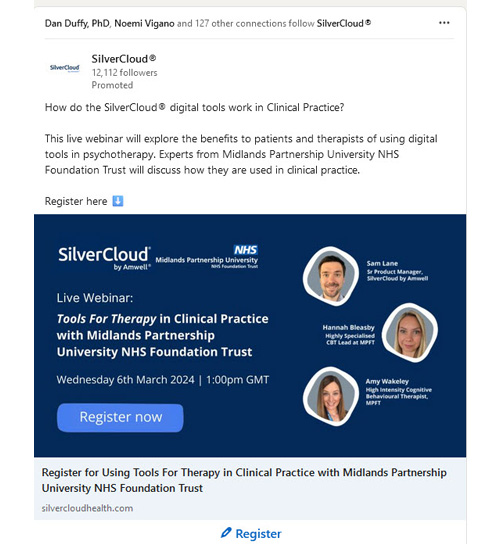 Dan Duffy, PhD, Noemi Vigano and 127 other connections follow SilverCloud®
SilverCloud
SilverCloud®
12,112 followers
Promoted
How do the SilverCloud® digital tools work in Clinical Practice?
This live webinar will explore the benefits to patients and therapists of using digital
tools in psychotherapy. Experts from Midlands Partnership University NHS
Foundation Trust will discuss how they are used in clinical practice.
Register here
SilverCloud®
by Amwell®
NHS
Midlands Partnership University
NHS Foundation Trust
Live Webinar:
Tools For Therapy in Clinical Practice
with Midlands Partnership
University NHS Foundation Trust
Wednesday 6th March 2024 | 1:00pm GMT
Register now
Sam Lane
Sr Product Manager,
SilverCloud by Amwell
Hannah Bleasby
Highly Specialised
CBT Lead at MPFT
Amy Wakeley
High Intensity Cognitive
Behavioural Therapist,
MPFT
Register for Using Tools For Therapy in Clinical Practice with Midlands Partnership
University NHS Foundation Trust
silvercloudhealth.com
Register